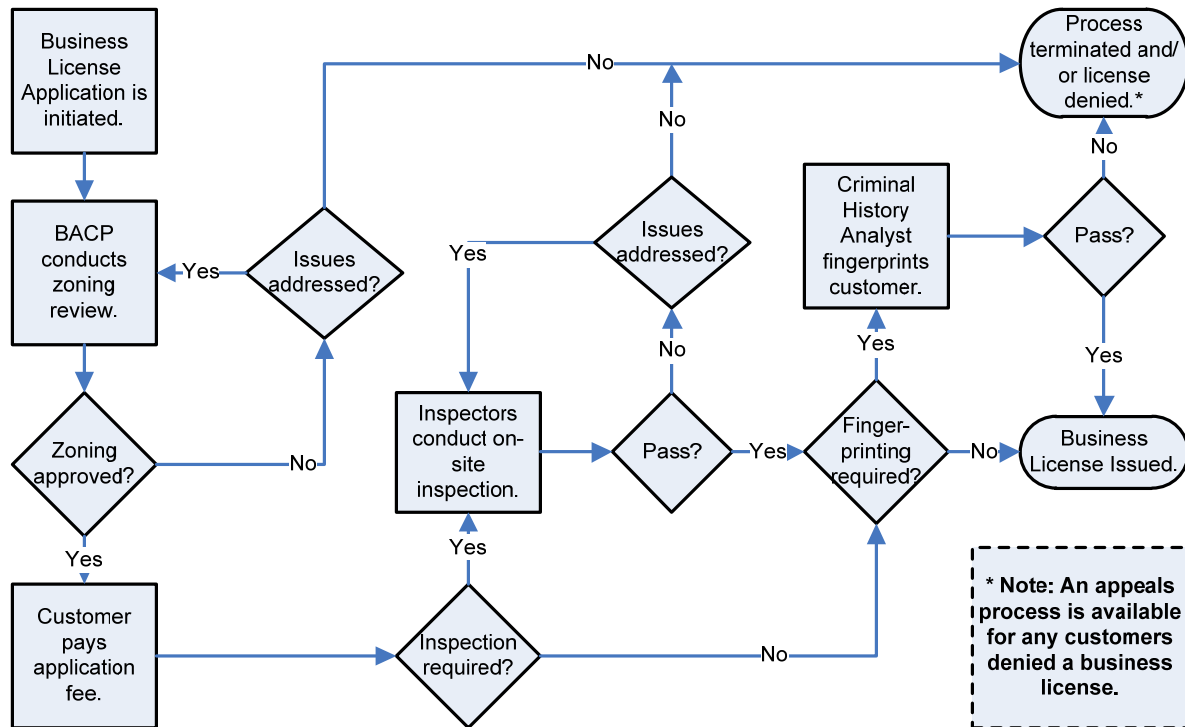 Business
License
Application is
initiated.
BACP
conducts
zoning
review.
Zoning
approved?
Yes
Customer
pays
application
fee.
No
Issues
addressed?
Yes
No
Inspection
required?
Yes
No
Inspectors
conduct on-
site
inspection.
Pass?
No
Issues
addressed?
Yes
No
Yes
Finger-
printing
required?
Yes
No
Criminal
History
Analyst
fingerprints
customer.
Pass?
No
Yes
Process
terminated and/
or license
denied.*
Business
License Issued.
* Note: An appeals
process is available
for any customers
denied a business
license.